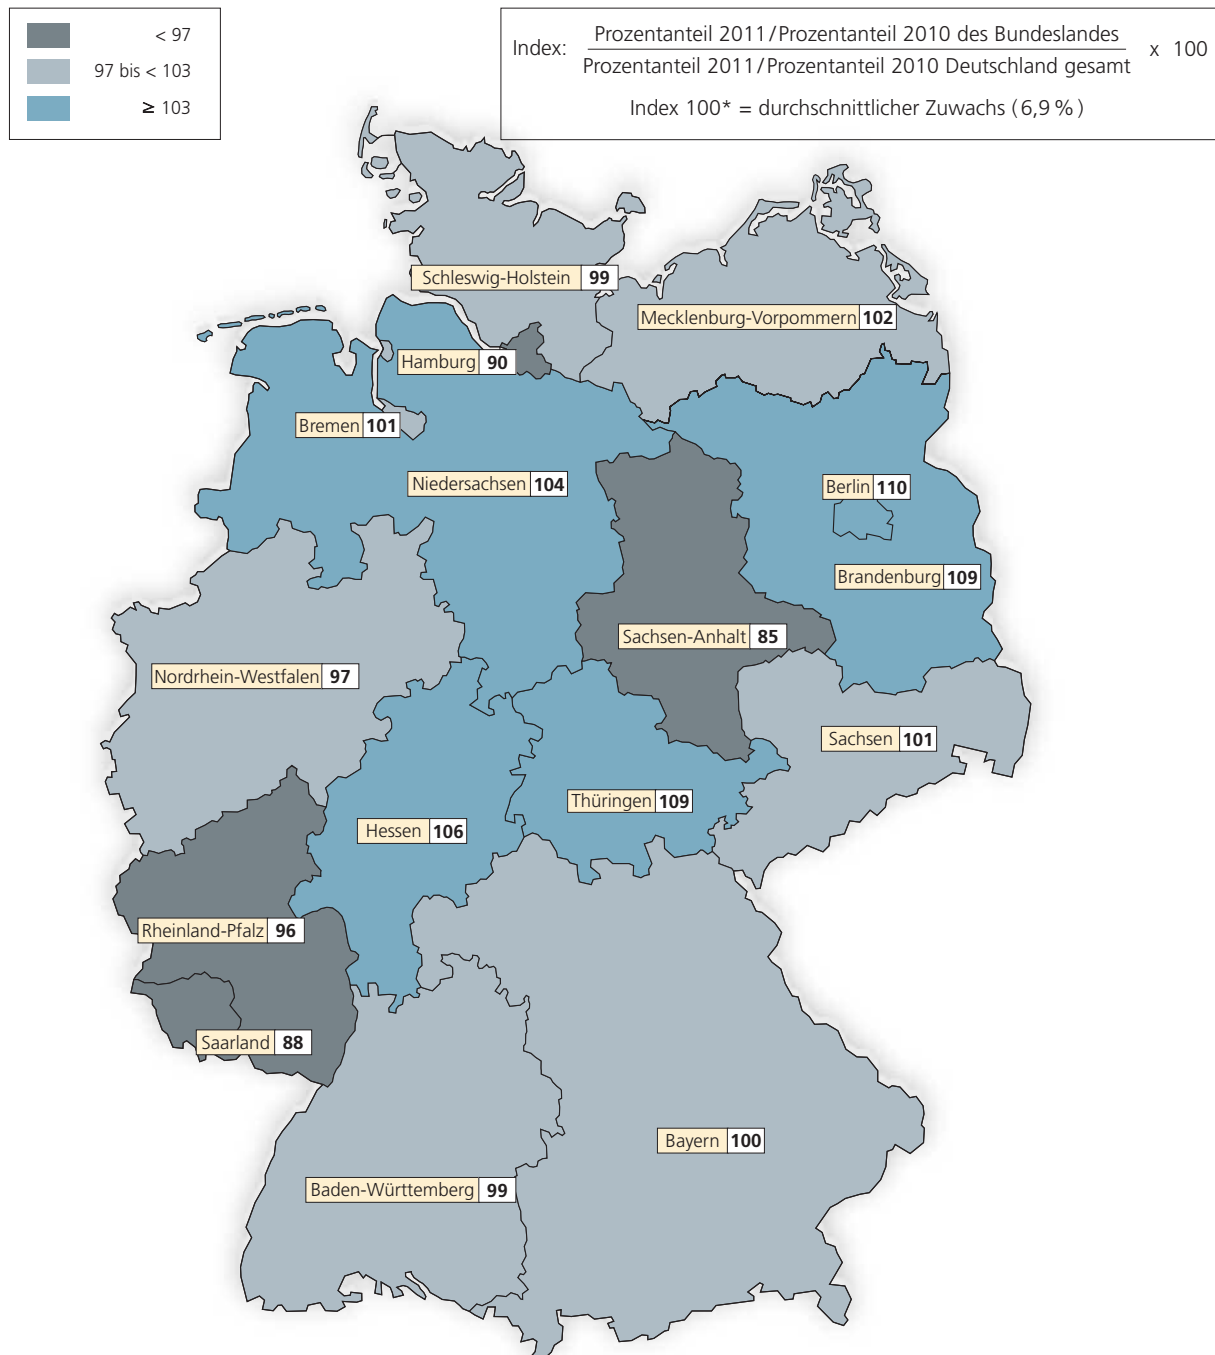 < 97
97 bis < 103
≥ 103
Index: Prozentanteil 2011/Prozentanteil 2010 des Bundeslandes
Prozentanteil 2011/Prozentanteil 2010 Deutschland gesamt x 100
Index 100* = durchschnittlicher Zuwachs (6,9 %)
Schleswig-Holstein 99
Mecklenburg-Vorpommern 102
Hamburg 90
Bremen 101
Niedersachsen 104
Berlin 110
Brandenburg 109
Sachsen-Anhalt 85
Nordrhein-Westfalen 97
Sachsen 101
Thüringen 109
Hessen 106
Rheinland-Pfalz 96
Saarland 88
Bayern 100
Baden-Württemberg 99